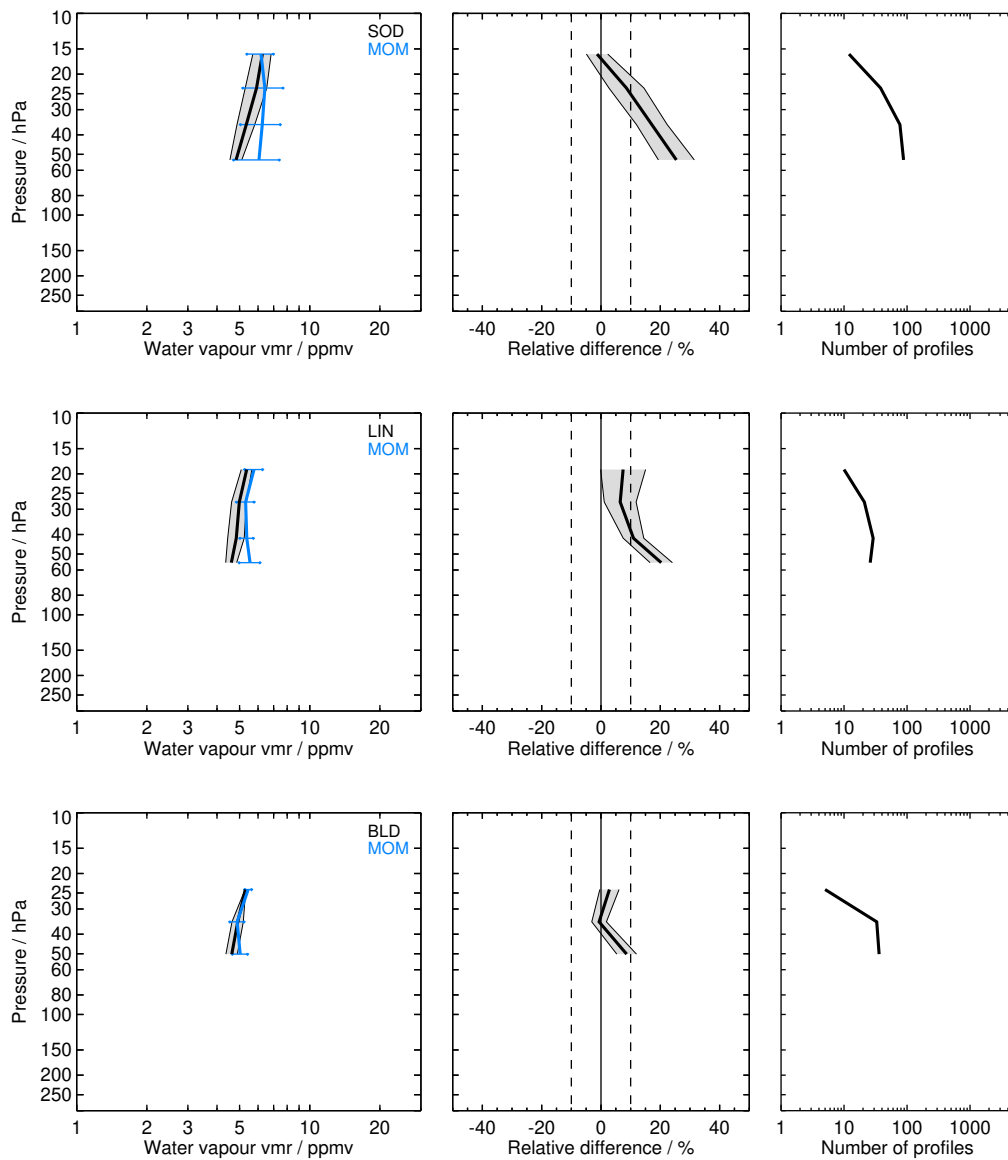 10
15
20
25
30
40
50
60
80
100
150
200
250
Pressure / hPa
SOD
MOM
1 2 3 5 10 20
Water vapour vmr / ppmv
-40 -20 0 20 40
Relative difference / %
1 10 100 1000
Number of profiles
10
15
20
25
30
40
50
60
80
100
150
200
250
Pressure / hPa
LIN
MOM
1 2 3 5 10 20
Water vapour vmr / ppmv
-40 -20 0 20 40
Relative difference / %
1 10 100 1000
Number of profiles
10
15
20
25
30
40
50
60
80
100
150
200
250
Pressure / hPa
BLD
MOM
1 2 3 5 10 20
Water vapour vmr / ppmv
-40 -20 0 20 40
Relative difference / %
1 10 100 1000
Number of profiles